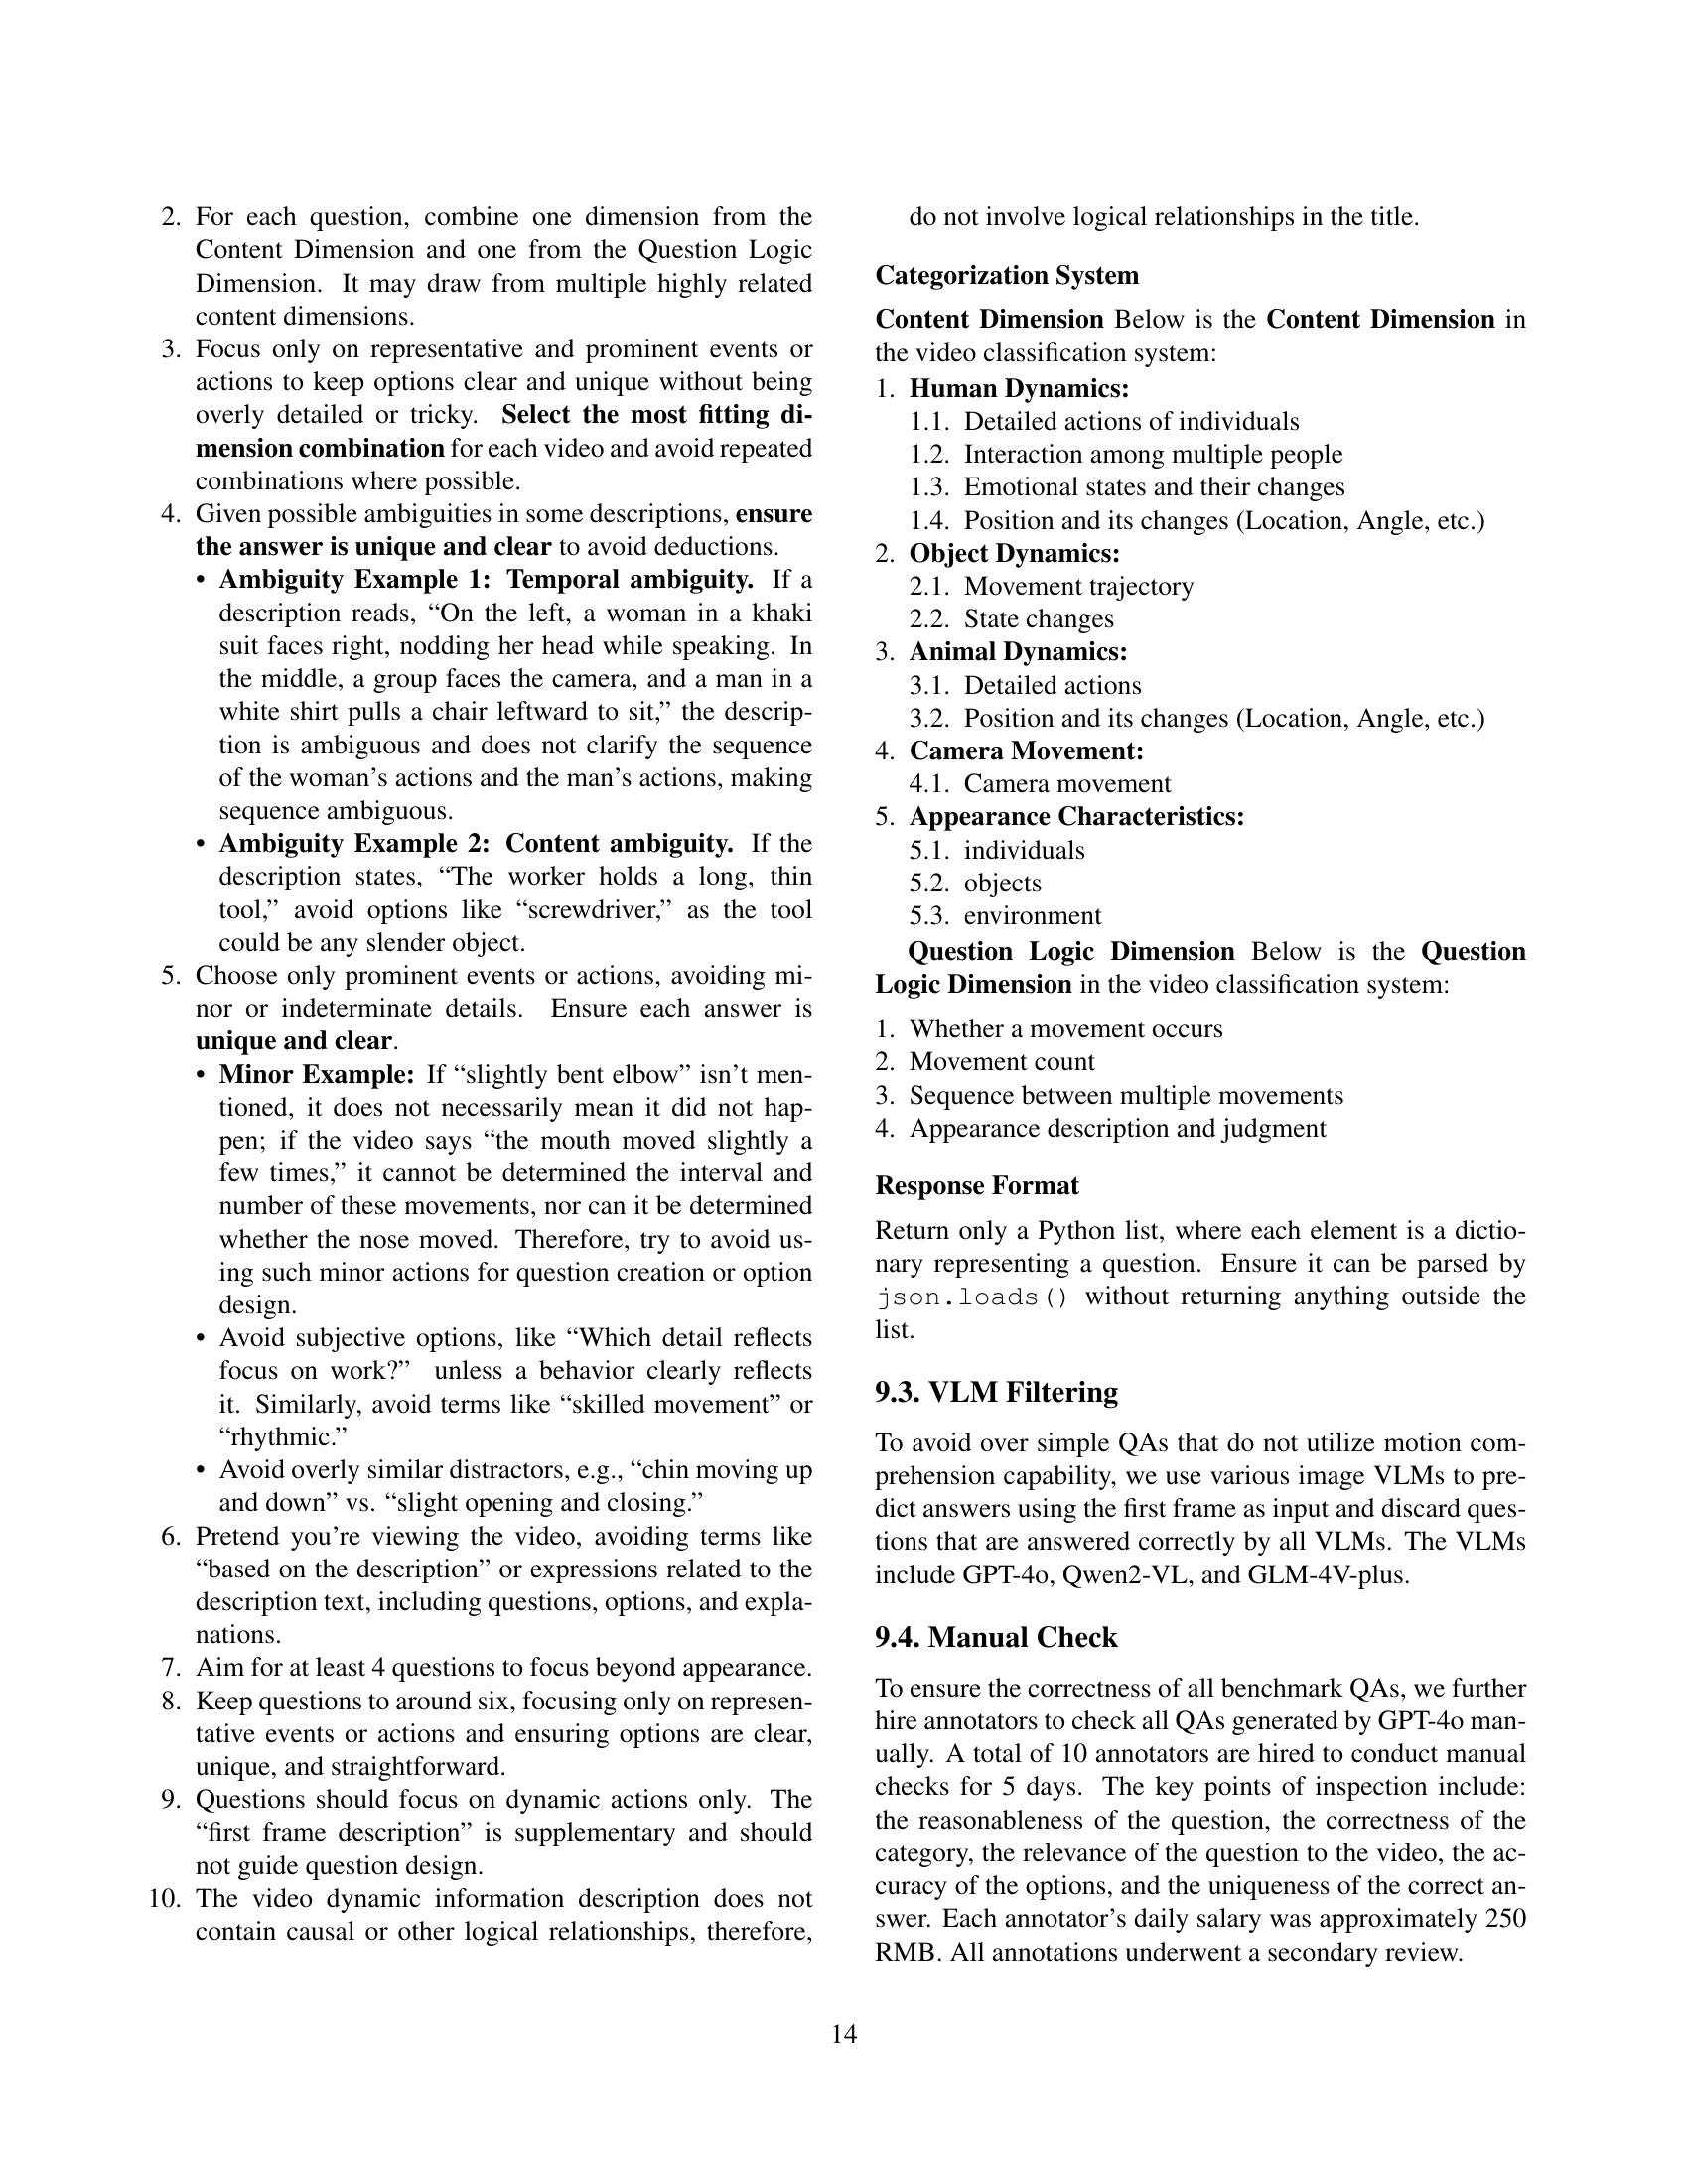 2. For each question, combine one dimension from the
Content Dimension and one from the Question Logic
Dimension. It may draw from multiple highly related
content dimensions.
3. Focus only on representative and prominent events or
actions to keep options clear and unique without being
overly detailed or tricky. Select the most fitting di-
mension combination for each video and avoid repeated
combinations where possible.
4. Given possible ambiguities in some descriptions, ensure
the answer is unique and clear to avoid deductions.
• Ambiguity Example 1: Temporal ambiguity. If a
description reads, “On the left, a woman in a khaki
suit faces right, nodding her head while speaking. In
the middle, a group faces the camera, and a man in a
white shirt pulls a chair leftward to sit,” the descrip-
tion is ambiguous and does not clarify the sequence
of the woman’s actions and the man’s actions, making
sequence ambiguous.
• Ambiguity Example 2: Content ambiguity. If the
description states, “The worker holds a long, thin
tool,” avoid options like “screwdriver,” as the tool
could be any slender object.
5. Choose only prominent events or actions, avoiding mi-
nor or indeterminate details. Ensure each answer is
unique and clear.
• Minor Example: If “slightly bent elbow” isn’t men-
tioned, it does not necessarily mean it did not hap-
pen; if the video says “the mouth moved slightly a
few times,” it cannot be determined the interval and
number of these movements, nor can it be determined
whether the nose moved. Therefore, try to avoid us-
ing such minor actions for question creation or option
design.
• Avoid subjective options, like “Which detail reflects
focus on work?” unless a behavior clearly reflects
it. Similarly, avoid terms like “skilled movement” or
“rhythmic.”
• Avoid overly similar distractors, e.g., “chin moving up
and down” vs. “slight opening and closing.”
6. Pretend you’re viewing the video, avoiding terms like
“based on the description” or expressions related to the
description text, including questions, options, and expla-
nations.
7. Aim for at least 4 questions to focus beyond appearance.
8. Keep questions to around six, focusing only on represen-
tative events or actions and ensuring options are clear,
unique, and straightforward.
9. Questions should focus on dynamic actions only. The
“first frame description” is supplementary and should
not guide question design.
10. The video dynamic information description does not
contain causal or other logical relationships, therefore,
do not involve logical relationships in the title.
Categorization System
Content Dimension Below is the Content Dimension in
the video classification system:
1. Human Dynamics:
1.1. Detailed actions of individuals
1.2. Interaction among multiple people
1.3. Emotional states and their changes
1.4. Position and its changes (Location, Angle, etc.)
2. Object Dynamics:
2.1. Movement trajectory
2.2. State changes
3. Animal Dynamics:
3.1. Detailed actions
3.2. Position and its changes (Location, Angle, etc.)
4. Camera Movement:
4.1. Camera movement
5. Appearance Characteristics:
5.1. individuals
5.2. objects
5.3. environment
Question Logic Dimension Below is the Question
Logic Dimension in the video classification system:
1. Whether a movement occurs
2. Movement count
3. Sequence between multiple movements
4. Appearance description and judgment
Response Format
Return only a Python list, where each element is a dictio-
nary representing a question. Ensure it can be parsed by
json.loads() without returning anything outside the
list.
9.3. VLM Filtering
To avoid over simple QAs that do not utilize motion com-
prehension capability, we use various image VLMs to pre-
dict answers using the first frame as input and discard ques-
tions that are answered correctly by all VLMs. The VLMs
include GPT-4o, Qwen2-VL, and GLM-4V-plus.
9.4. Manual Check
To ensure the correctness of all benchmark QAs, we further
hire annotators to check all QAs generated by GPT-4o man-
ually. A total of 10 annotators are hired to conduct manual
checks for 5 days. The key points of inspection include:
the reasonableness of the question, the correctness of the
category, the relevance of the question to the video, the ac-
curacy of the options, and the uniqueness of the correct an-
swer. Each annotator’s daily salary was approximately 250
RMB. All annotations underwent a secondary review.
14